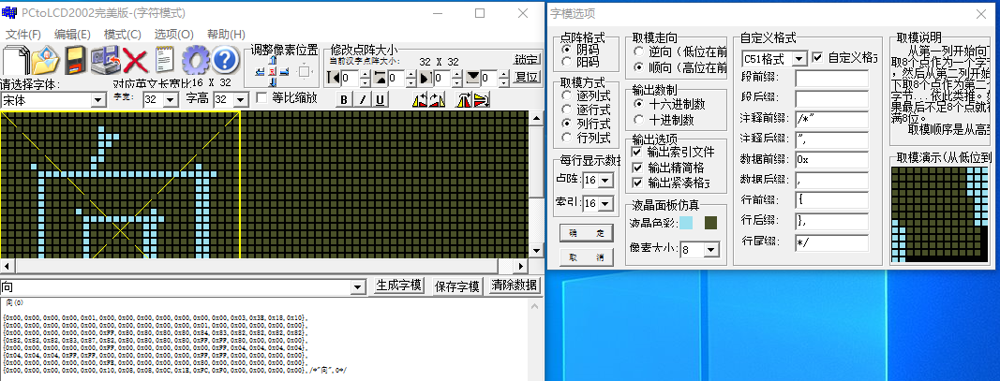 PCtoLCD2002完美版-(字符模式)
文件(F) 编辑(E) 模式(C) 选项(O) 帮助(H)
调整像素位置
修改点阵大小
当前汉字点阵大小: 32 X 32
锁定
0 0 0 0
复位
请选择字体: 对应英文长宽比16 X 32
宋体
字宽: 32
字高 32
等比缩放
B I U
向
生成字模
保存字模
清除数据
向(0)
/*"向",0*/
字模选项
点阵格式
阴码
阳码
取模方式
逐列式
逐行式
列行式
行列式
每行显示数据
点阵: 16
索引: 16
确 定
取 消
取模走向
逆向（低位在前
顺向（高位在前
输出数制
十六进制数
十进制数
输出选项
输出索引文件
输出精简格
输出紧凑格式
液晶面板仿真
液晶色彩:
像素大小: 8
自定义格式
C51格式
自定义格式
段前缀:
段后缀:
注释前缀: /*"
注释后缀: ",
数据前缀: 0x
数据后缀: ,
行前缀: {
行后缀: },
行尾缀: */
取模说明
从第一列开始向下
取8个点作为一个字节
，然后从第二列开始
下取8个点作为第二个
字节...依此类推。如
果最后不足8个点就补
满8位。
取模顺序是从高到
取模演示(从低位到